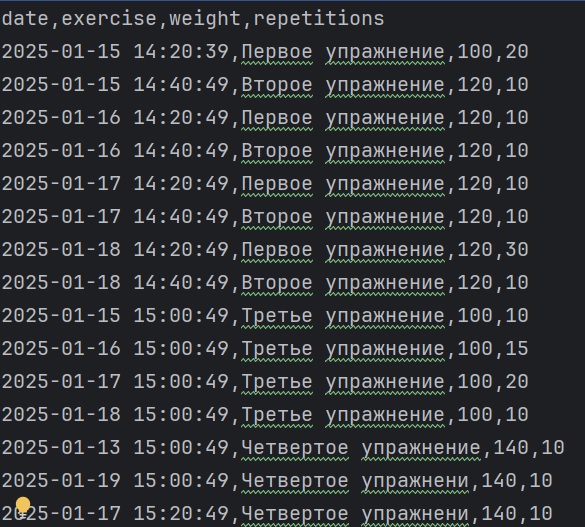 date,exercise,weight,repetitions
2025-01-15 14:20:39,Первое упражнение,100,20
2025-01-15 14:40:49,Второе упражнение,120,10
2025-01-16 14:20:49,Первое упражнение,120,10
2025-01-16 14:40:49,Второе упражнение,120,10
2025-01-17 14:20:49,Первое упражнение,120,10
2025-01-17 14:40:49,Второе упражнение,120,10
2025-01-18 14:20:49,Первое упражнение,120,30
2025-01-18 14:40:49,Второе упражнение,120,10
2025-01-15 15:00:49,Третье упражнение,100,10
2025-01-16 15:00:49,Третье упражнение,100,15
2025-01-17 15:00:49,Третье упражнение,100,20
2025-01-18 15:00:49,Третье упражнение,100,10
2025-01-13 15:00:49,Четвертое упражнение,140,10
2025-01-19 15:00:49,Четвертое упражнени,140,10
2025-01-17 15:20:49,Четвертое упражнени,140,10